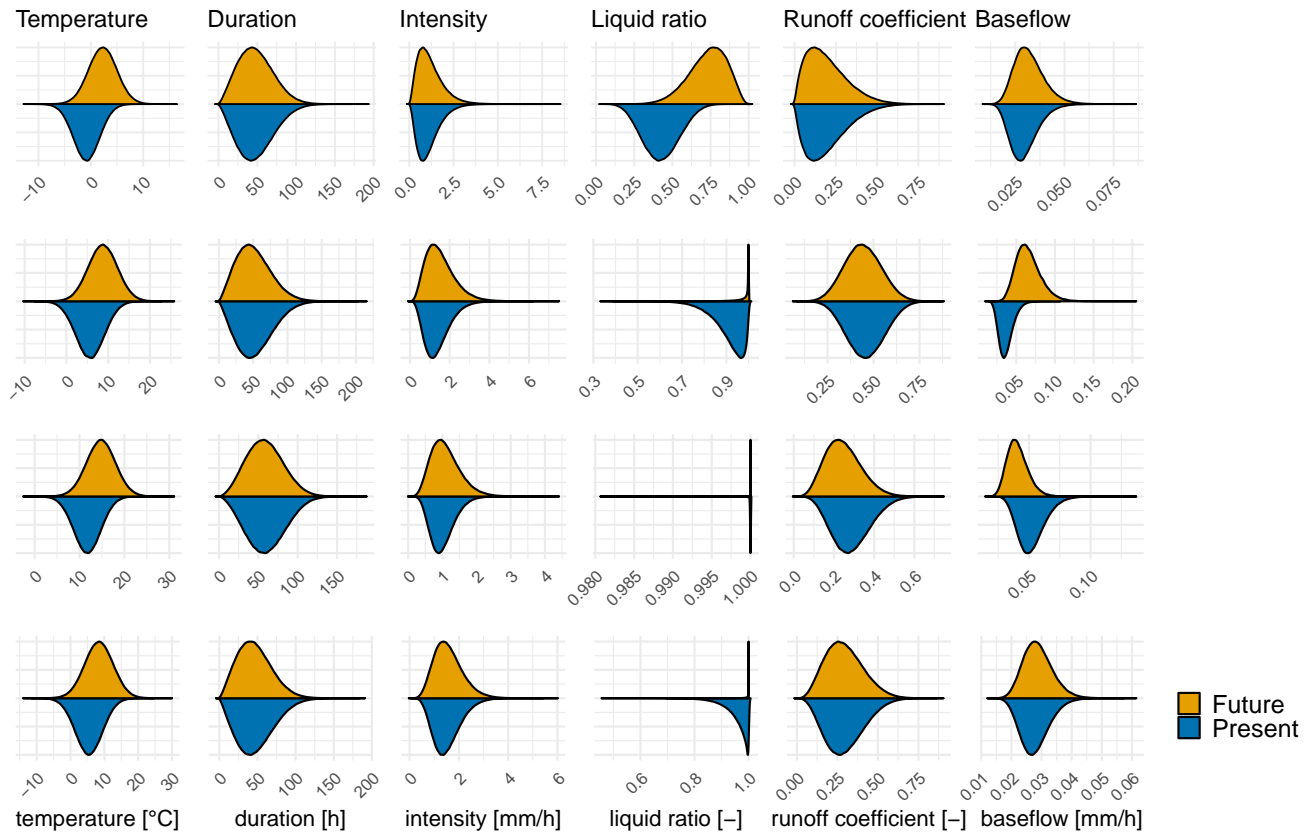 Temperature Duration Intensity Liquid ratio Runoff coefficient Baseflow
−10 0 10 0 50 100 150 200 0.0 2.5 5.0 7.5 0.00 0.25 0.50 0.75 1.00 0.00 0.25 0.50 0.75 0.025 0.050 0.075
−10 0 10 20 0 50 100 150 200 0 2 4 6 0.3 0.5 0.7 0.9 0.25 0.50 0.75 0.05 0.10 0.15 0.20
0 10 20 30 0 50 100 150 0 1 2 3 4 0.980 0.985 0.990 0.995 1.000 0.0 0.2 0.4 0.6 0.05 0.10
Future
Present
−10 0 10 20 30 0 50 100 150 200 0 2 4 6 0.6 0.8 1.0 0.00 0.25 0.50 0.75 0.01 0.02 0.03 0.04 0.05 0.06
temperature [°C] duration [h] intensity [mm/h] liquid ratio [−] runoff coefficient [−] baseflow [mm/h]